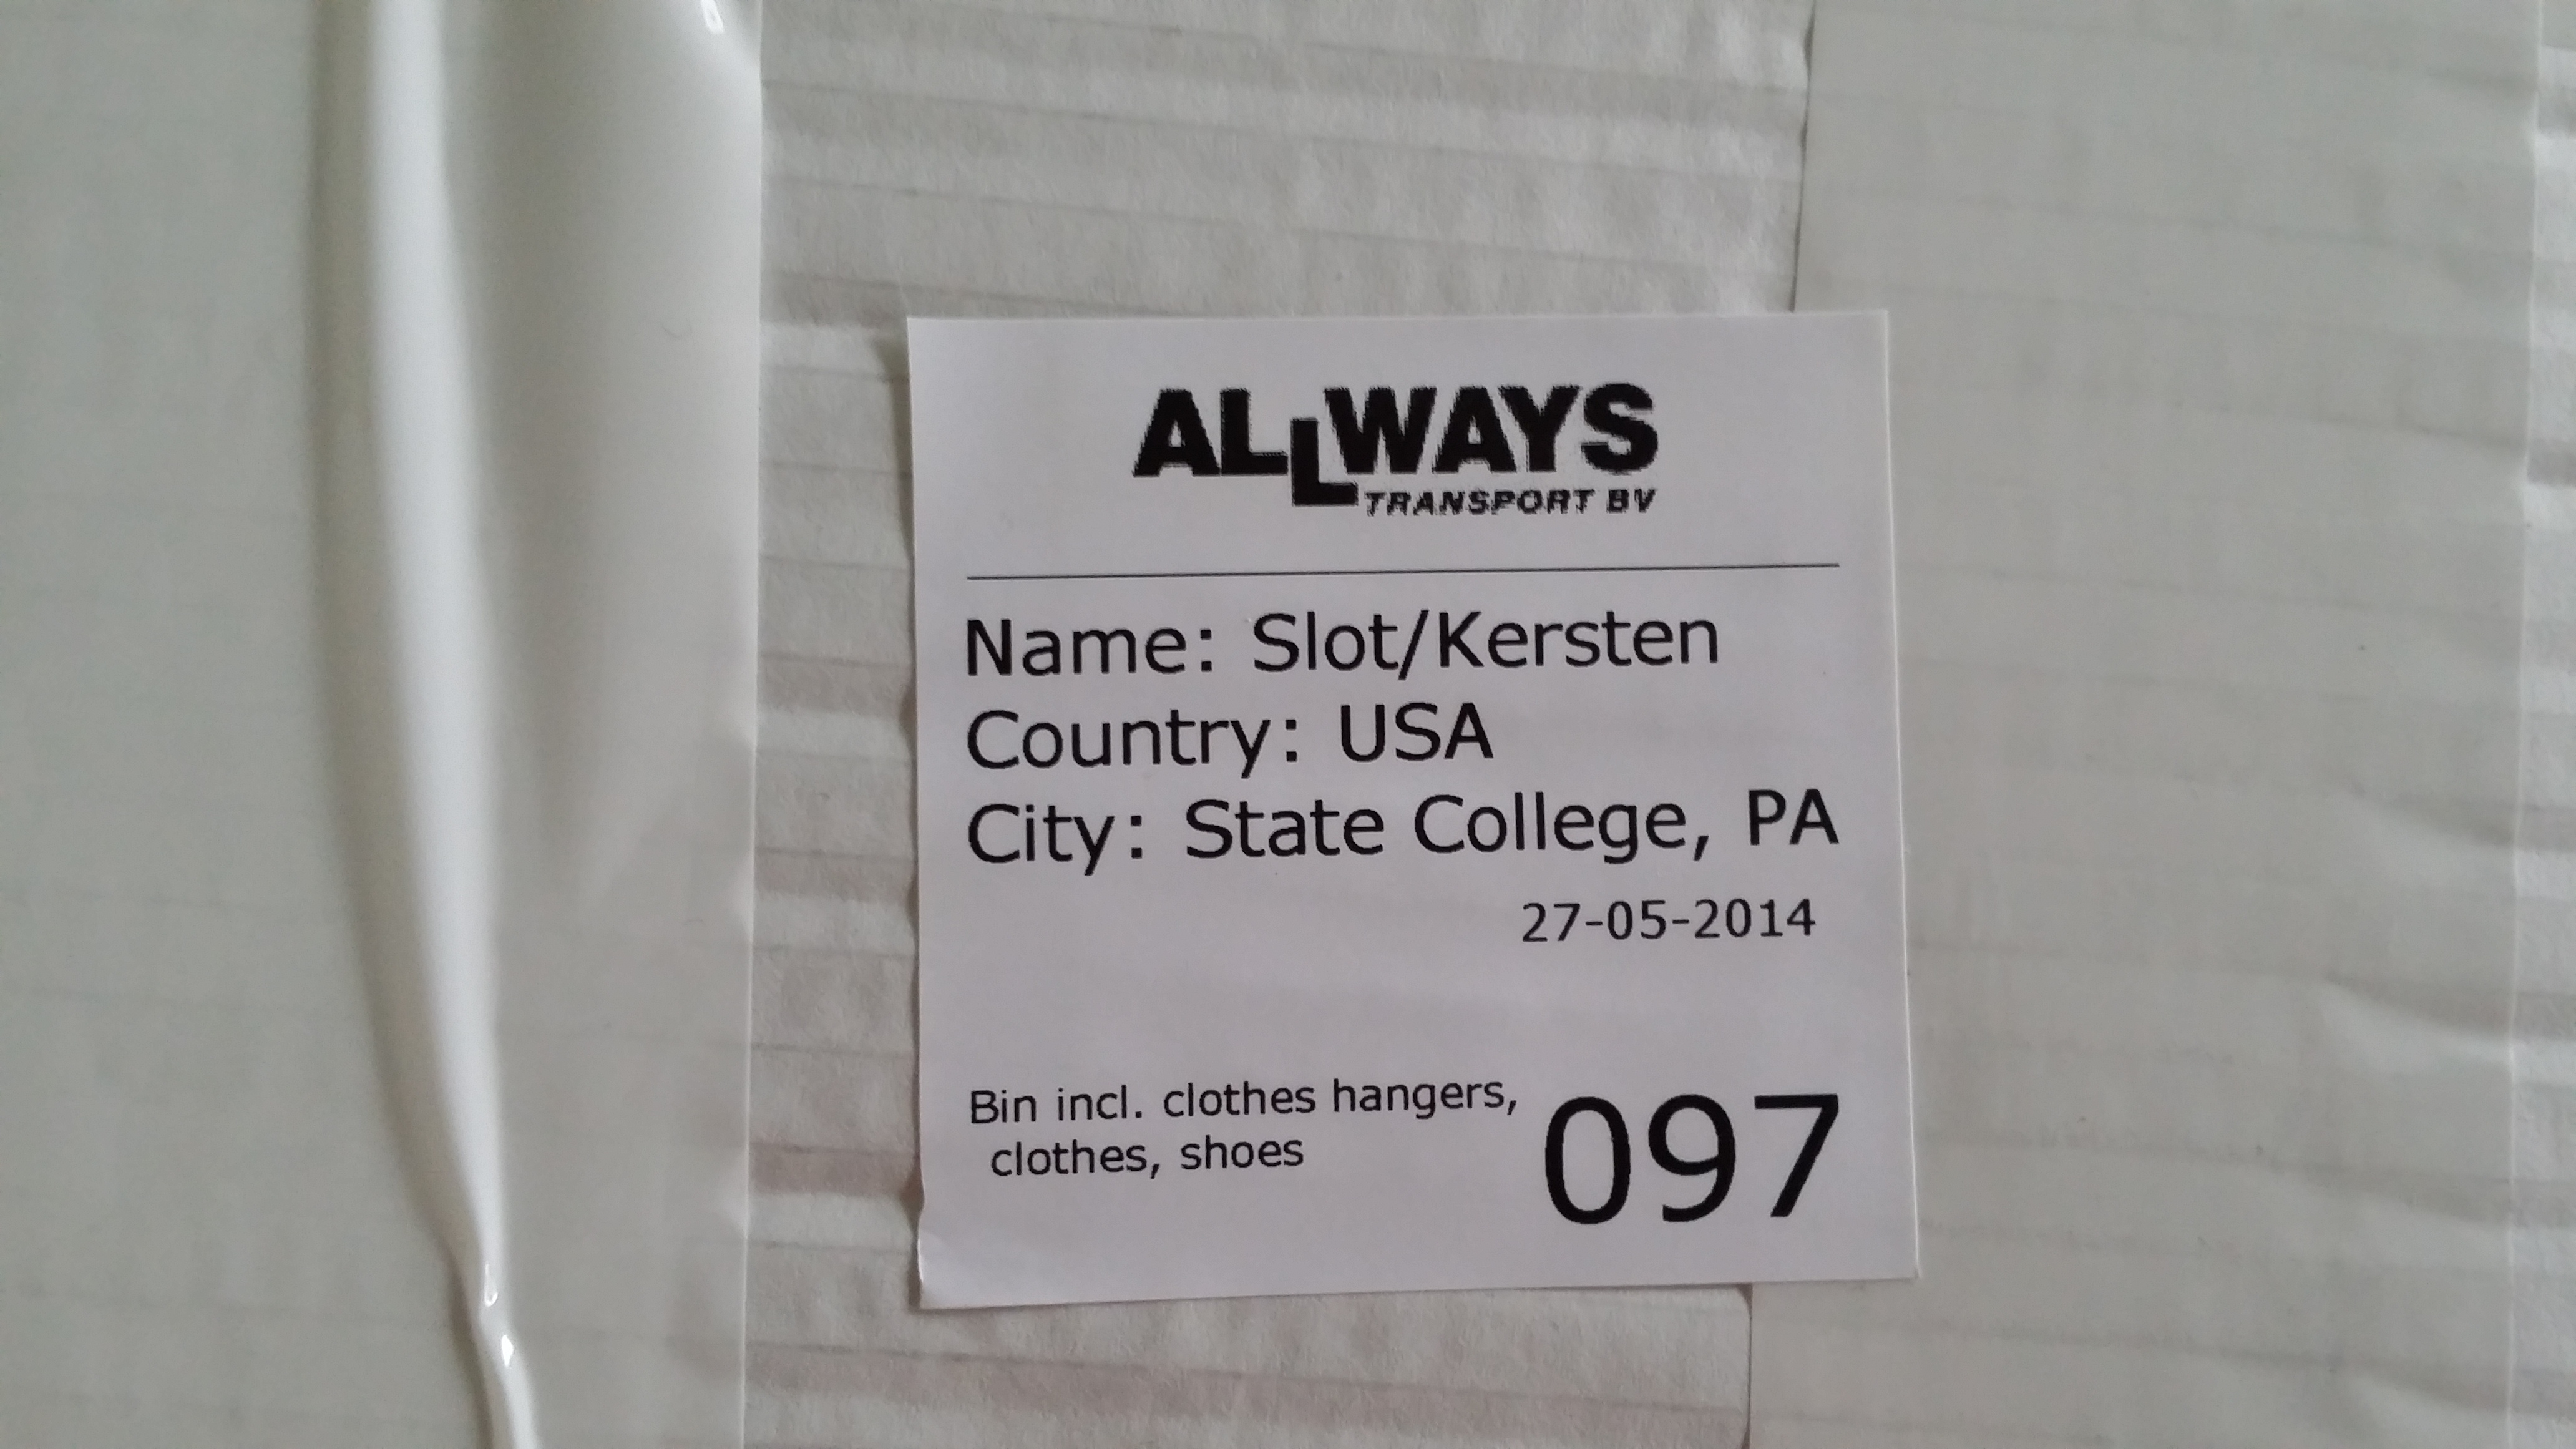 ALLWAYS
TRANSPORT BV
Name: Slot/Kersten
Country: USA
City: State College, PA
27-05-2014
Bin incl. clothes hangers,
clothes, shoes
097